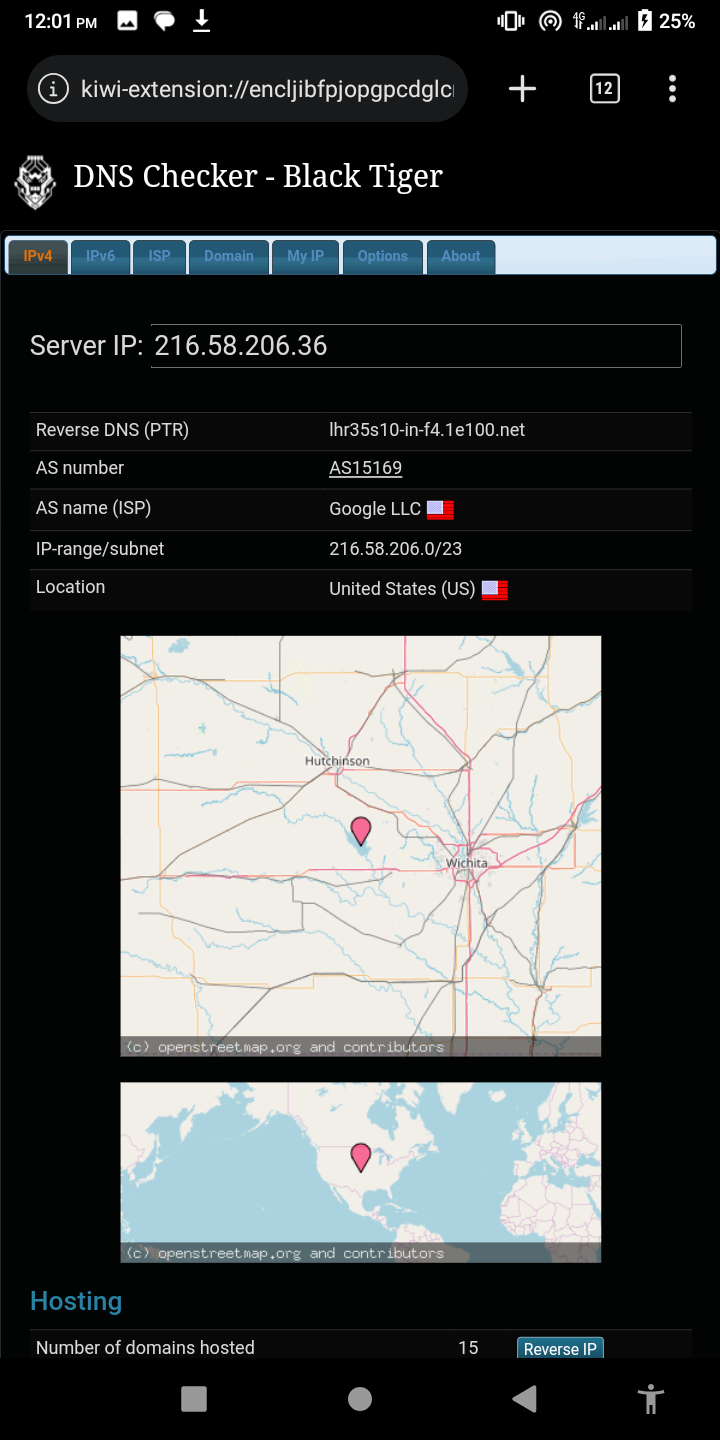 12:01 PM
4G
25%
kiwi-extension://encljibfpjopgpcdglc
12
DNS Checker - Black Tiger
IPv4 IPv6 ISP Domain My IP Options About
Server IP: 216.58.206.36
Reverse DNS (PTR) lhr35s10-in-f4.1e100.net
AS number AS15169
AS name (ISP) Google LLC
IP-range/subnet 216.58.206.0/23
Location United States (US)
Hutchinson
Wichita
(c) openstreetmap.org and contributors
(c) openstreetmap.org and contributors
Hosting
Number of domains hosted 15 Reverse IP